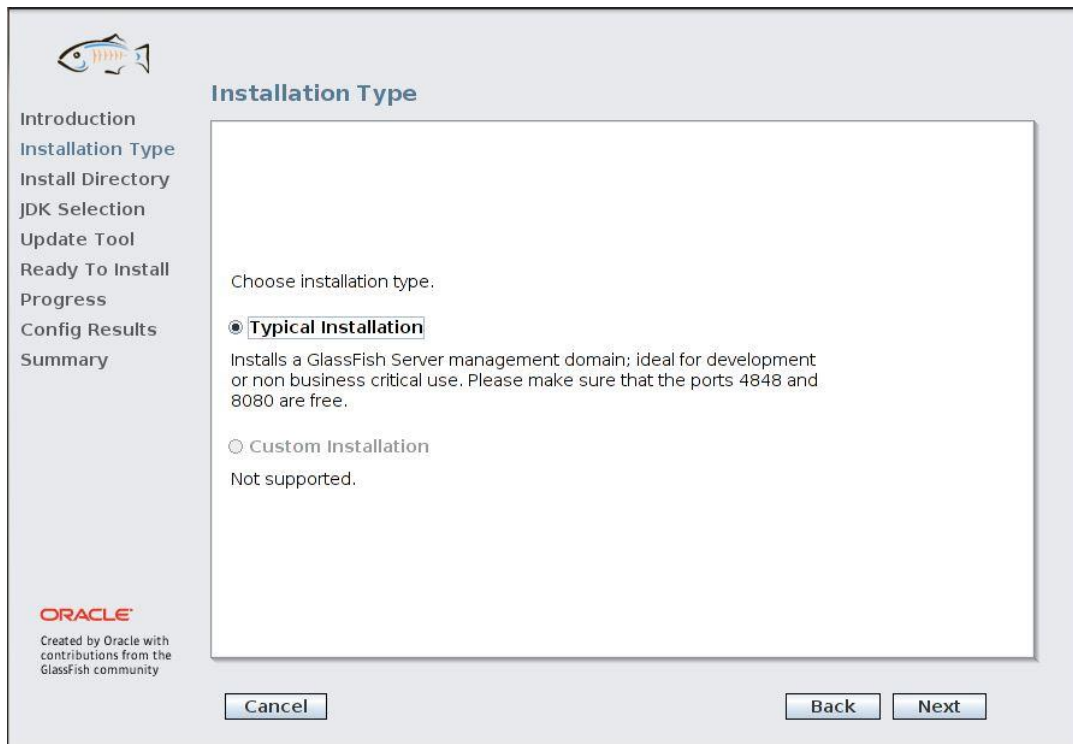 Installation Type
Introduction
Installation Type
Install Directory
JDK Selection
Update Tool
Ready To Install
Progress
Config Results
Summary
Choose installation type.
Typical Installation
Installs a GlassFish Server management domain; ideal for development
or non business critical use. Please make sure that the ports 4848 and
8080 are free.
Custom Installation
Not supported.
ORACLE
Created by Oracle with
contributions from the
GlassFish community
Cancel
Back
Next